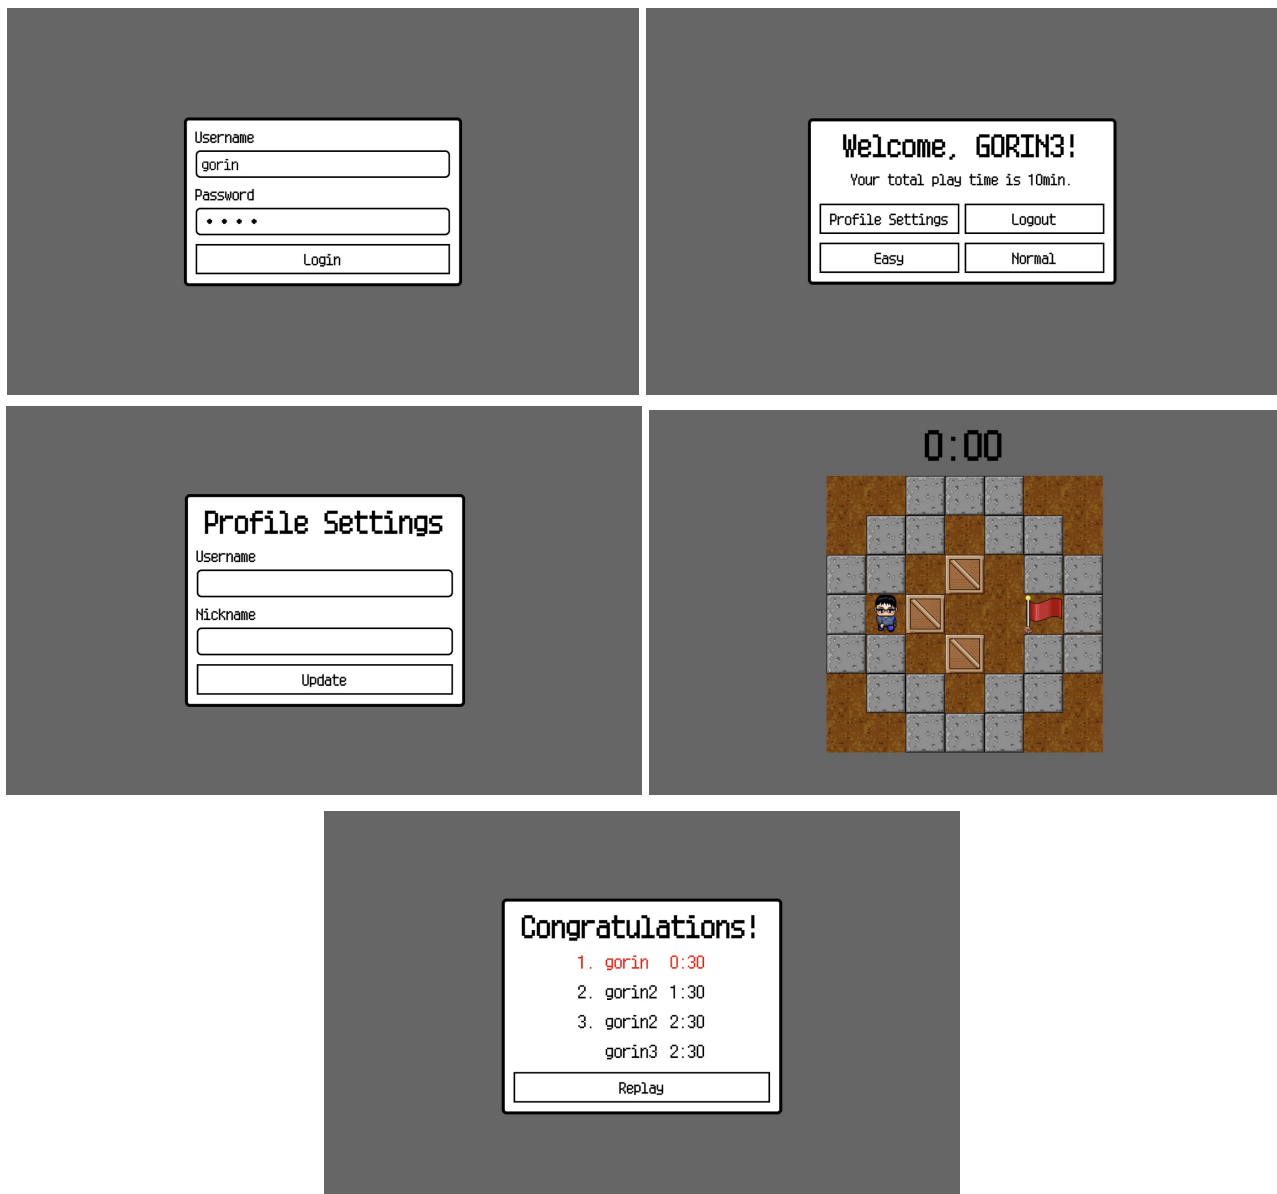 Username
gorin
Password
• • • •
Login
Welcome, GORIN3!
Your total play time is 10min.
Profile Settings
Logout
Easy
Normal
Profile Settings
Username
Nickname
Update
0:00
Congratulations!
1. gorin 0:30
2. gorin2 1:30
3. gorin2 2:30
gorin3 2:30
Replay